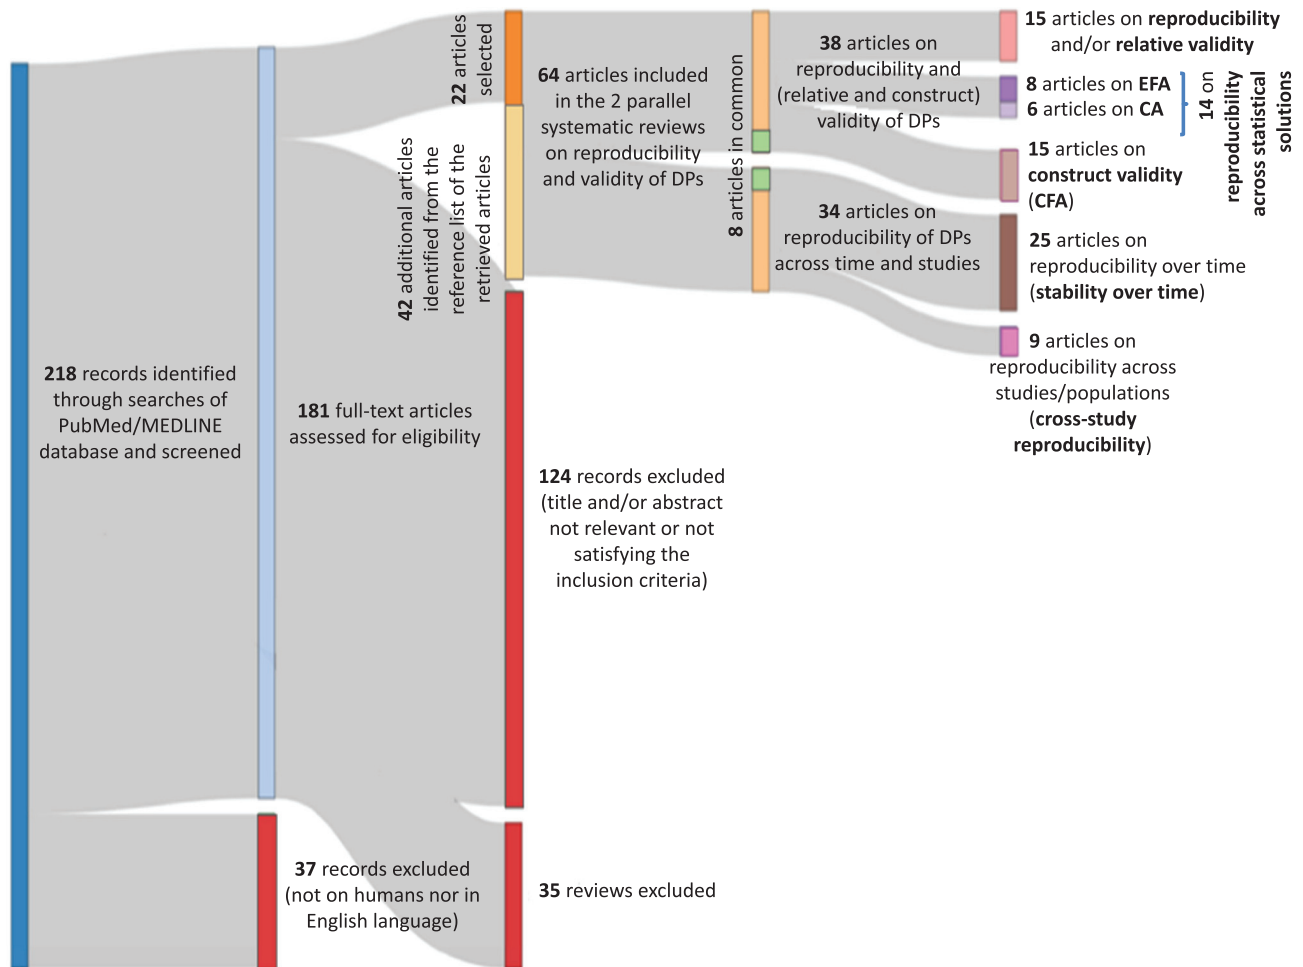 218 records identified
through searches of
PubMed/MEDLINE
database and screened
181 full-text articles
assessed for eligibility
37 records excluded
(not on humans nor in
English language)
22 articles
selected
42 additional articles
identified from the
reference list of the
retrieved articles
124 records excluded
(title and/or abstract
not relevant or not
satisfying the
inclusion criteria)
35 reviews excluded
64 articles included
in the 2 parallel
systematic reviews
on reproducibility
and validity of DPs
8 articles in common
38 articles on
reproducibility and
(relative and construct)
validity of DPs
34 articles on
reproducibility of DPs
across time and studies
15 articles on reproducibility
and/or relative validity
8 articles on EFA
6 articles on CA
14 on
reproducibility
across statistical
solutions
15 articles on
construct validity
(CFA)
25 articles on
reproducibility over time
(stability over time)
9 articles on
reproducibility across
studies/populations
(cross-study
reproducibility)